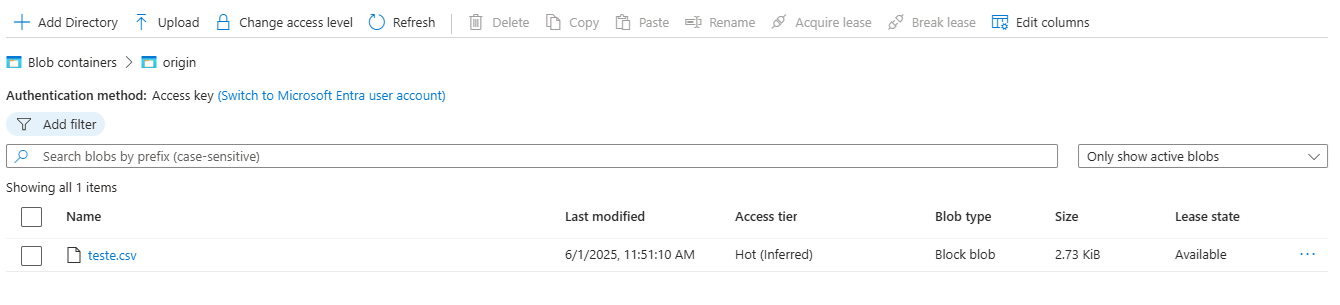 Add Directory Upload Change access level Refresh Delete Copy Paste Rename Acquire lease Break lease Edit columns
Blob containers > origin
Authentication method: Access key (Switch to Microsoft Entra user account)
Add filter
Search blobs by prefix (case-sensitive) Only show active blobs
Showing all 1 items
Name Last modified Access tier Blob type Size Lease state
teste.csv 6/1/2025, 11:51:10 AM Hot (Inferred) Block blob 2.73 KiB Available ...